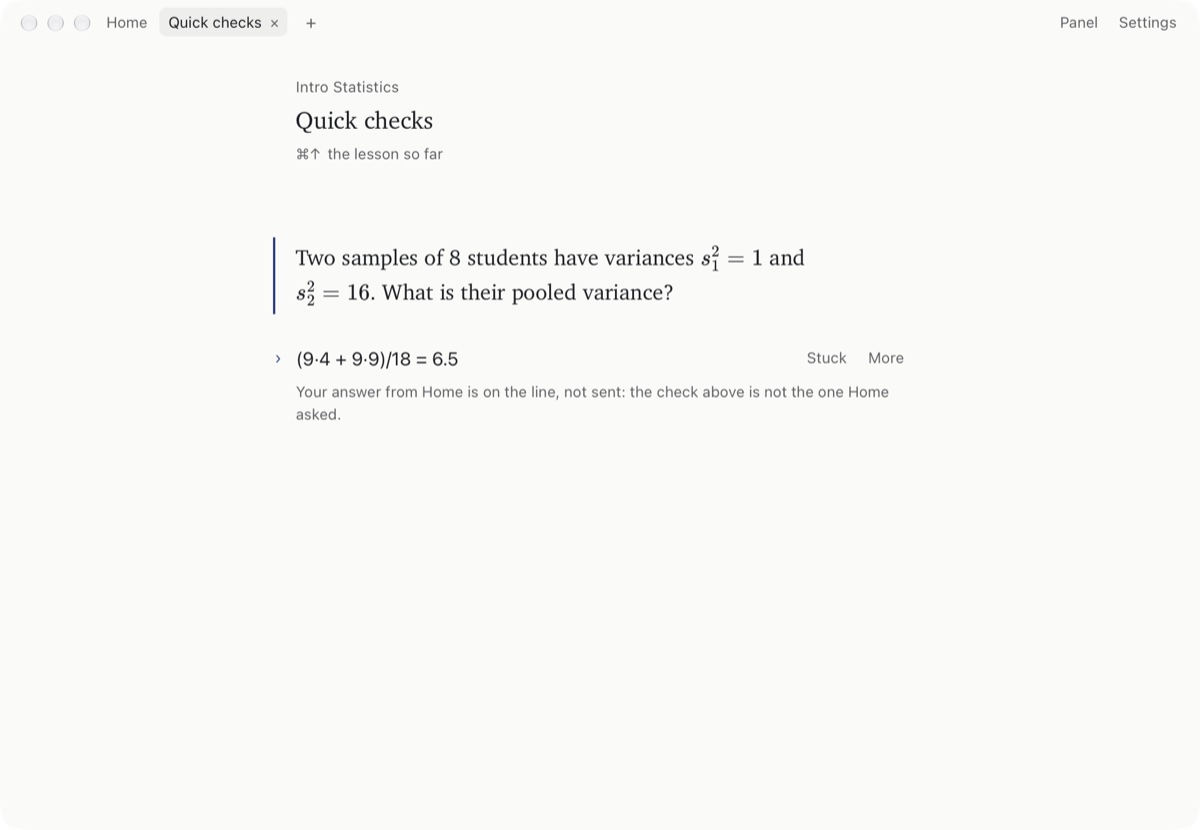 Home
Quick checks ×
+
Panel
Settings
Intro Statistics
Quick checks
⌘↑ the lesson so far
Two samples of 8 students have variances s₁² = 1 and
s₂² = 16. What is their pooled variance?
› (9·4 + 9·9)/18 = 6.5
Stuck
More
Your answer from Home is on the line, not sent: the check above is not the one Home
asked.